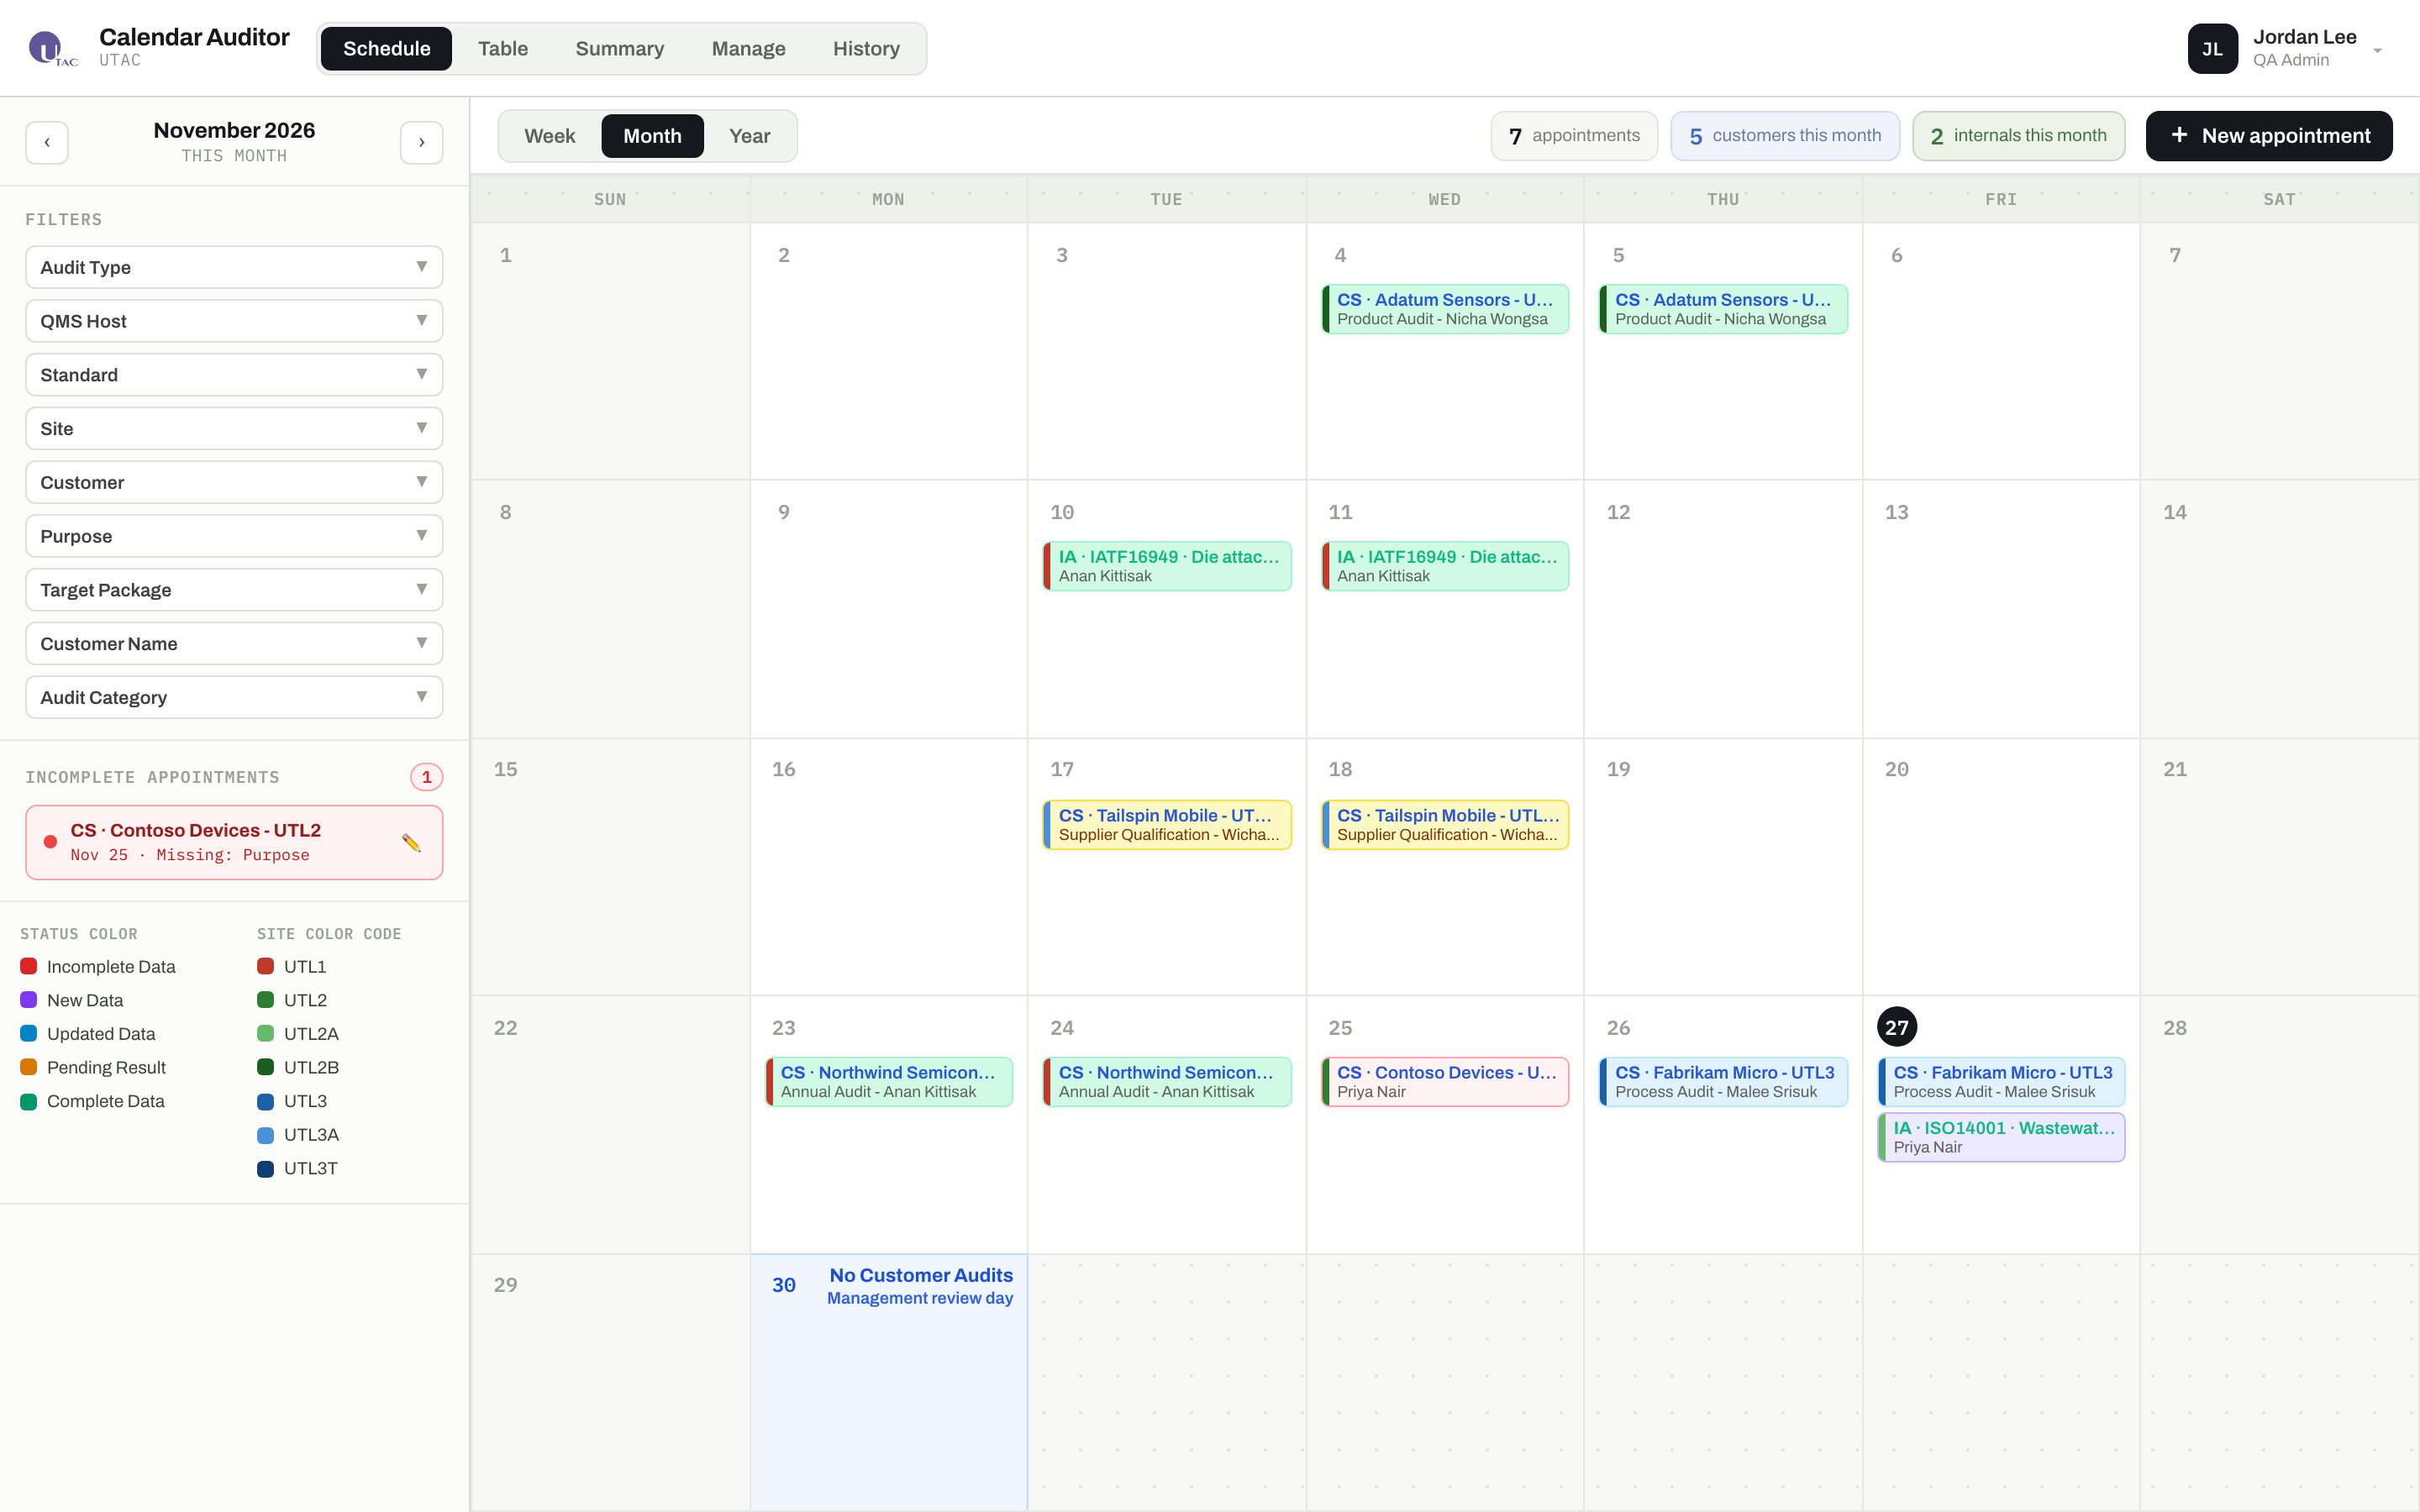 UTAC
Calendar Auditor
UTAC
Schedule
Table
Summary
Manage
History
JL
Jordan Lee
QA Admin
‹
November 2026
THIS MONTH
›
FILTERS
Audit Type
QMS Host
Standard
Site
Customer
Purpose
Target Package
Customer Name
Audit Category
INCOMPLETE APPOINTMENTS 1
CS · Contoso Devices - UTL2
Nov 25 · Missing: Purpose
STATUS COLOR
Incomplete Data
New Data
Updated Data
Pending Result
Complete Data
SITE COLOR CODE
UTL1
UTL2
UTL2A
UTL2B
UTL3
UTL3A
UTL3T
Week
Month
Year
7 appointments
5 customers this month
2 internals this month
+ New appointment
SUN
MON
TUE
WED
THU
FRI
SAT
1
2
3
4
CS · Adatum Sensors - U...
Product Audit - Nicha Wongsa
5
CS · Adatum Sensors - U...
Product Audit - Nicha Wongsa
6
7
8
9
10
IA · IATF16949 · Die attac...
Anan Kittisak
11
IA · IATF16949 · Die attac...
Anan Kittisak
12
13
14
15
16
17
CS · Tailspin Mobile - UT...
Supplier Qualification - Wicha...
18
CS · Tailspin Mobile - UTL...
Supplier Qualification - Wicha...
19
20
21
22
23
CS · Northwind Semicon...
Annual Audit - Anan Kittisak
24
CS · Northwind Semicon...
Annual Audit - Anan Kittisak
25
CS · Contoso Devices - U...
Priya Nair
26
CS · Fabrikam Micro - UTL3
Process Audit - Malee Srisuk
27
CS · Fabrikam Micro - UTL3
Process Audit - Malee Srisuk
IA · ISO14001 · Wastewat...
Priya Nair
28
29
30
No Customer Audits
Management review day